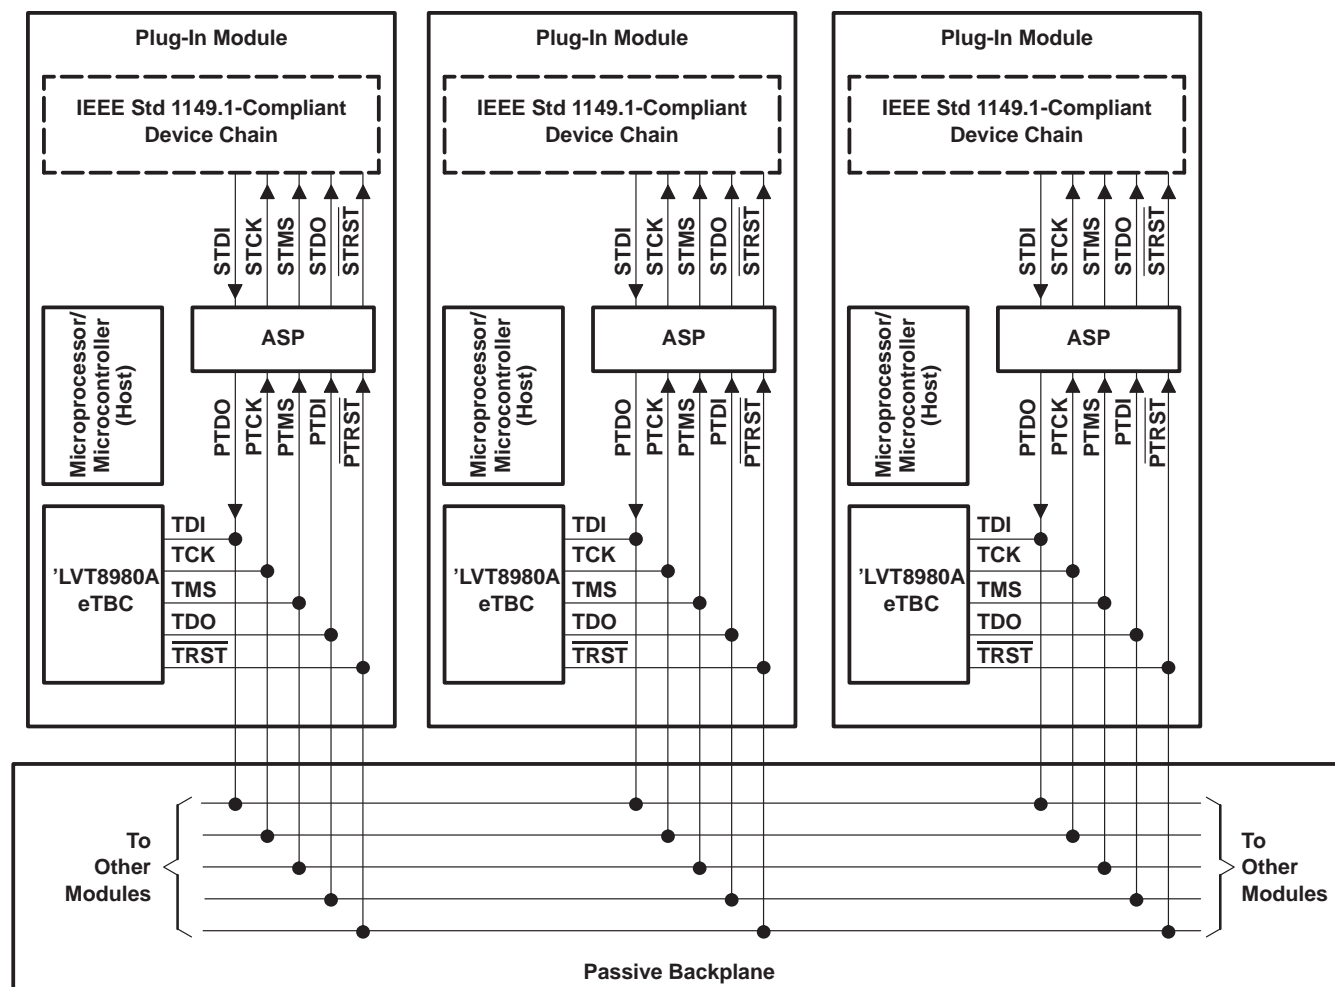 Plug-In Module
IEEE Std 1149.1-Compliant
Device Chain
STDI
STCK
STMS
STDO
STRST
Microprocessor/
Microcontroller
(Host)
ASP
PTDO
PTCK
PTMS
PTDI
PTRST
'LVT8980A
eTBC
TDI
TCK
TMS
TDO
TRST
Plug-In Module
IEEE Std 1149.1-Compliant
Device Chain
STDI
STCK
STMS
STDO
STRST
Microprocessor/
Microcontroller
(Host)
ASP
PTDO
PTCK
PTMS
PTDI
PTRST
'LVT8980A
eTBC
TDI
TCK
TMS
TDO
TRST
Plug-In Module
IEEE Std 1149.1-Compliant
Device Chain
STDI
STCK
STMS
STDO
STRST
Microprocessor/
Microcontroller
(Host)
ASP
PTDO
PTCK
PTMS
PTDI
PTRST
'LVT8980A
eTBC
TDI
TCK
TMS
TDO
TRST
To
Other
Modules
To
Other
Modules
Passive Backplane